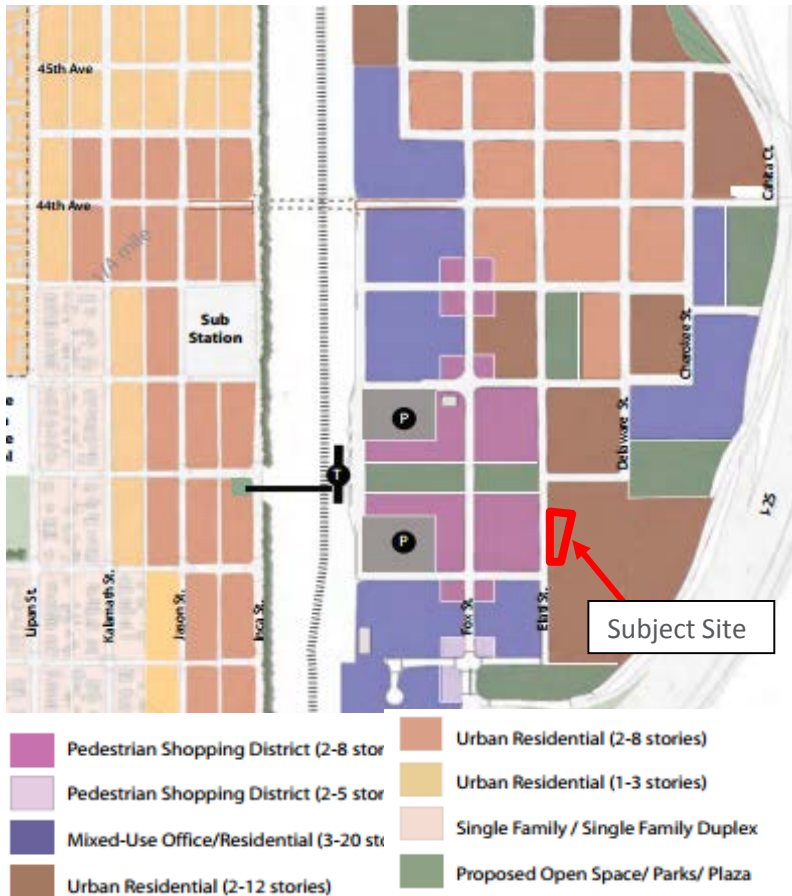 45th Ave
44th Ave
1/4 mile
Cahita Ct.
Sub
Station
Cherokee St.
P
Delaware St.
T
I-25
P
Lipan St.
Kalamath St.
Jason St.
Inca St.
Fox St.
Elati St.
Subject Site
Pedestrian Shopping District (2-8 stor
Pedestrian Shopping District (2-5 stor
Mixed-Use Office/Residential (3-20 sto
Urban Residential (2-12 stories)
Urban Residential (2-8 stories)
Urban Residential (1-3 stories)
Single Family / Single Family Duplex
Proposed Open Space/ Parks/ Plaza